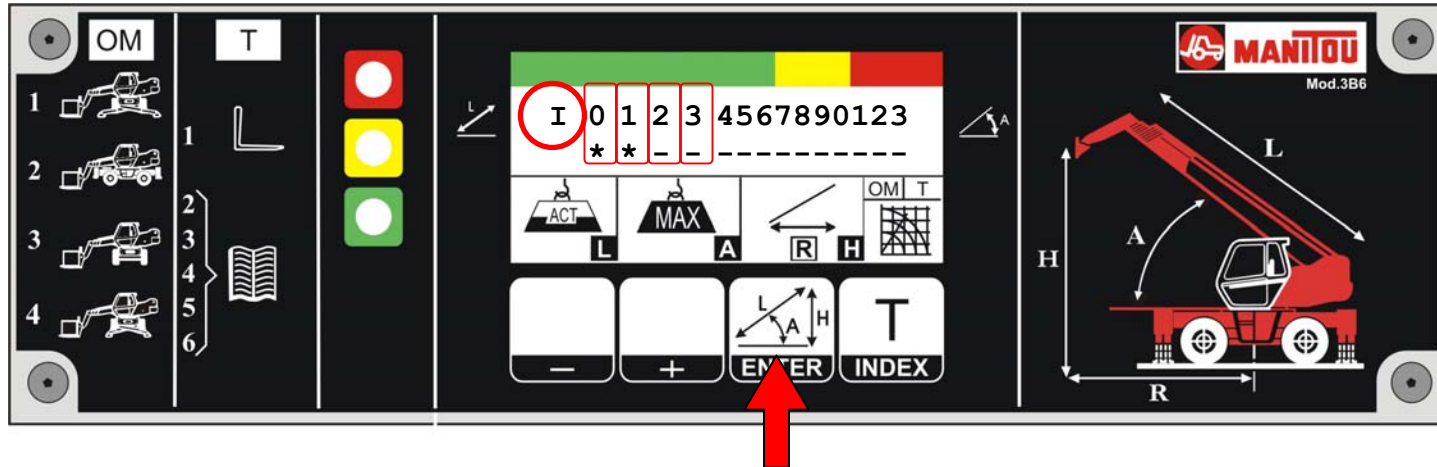 OM
1
2
3
4
T
1
2
3
4
5
6
L
I 0 1 2 3 4567890123
* * - - ----------
A
ACT
L
MAX
A
R
H
OM T
-
+
L
A
H
ENTER
T
INDEX
MANITOU
Mod.3B6
L
A
H
R